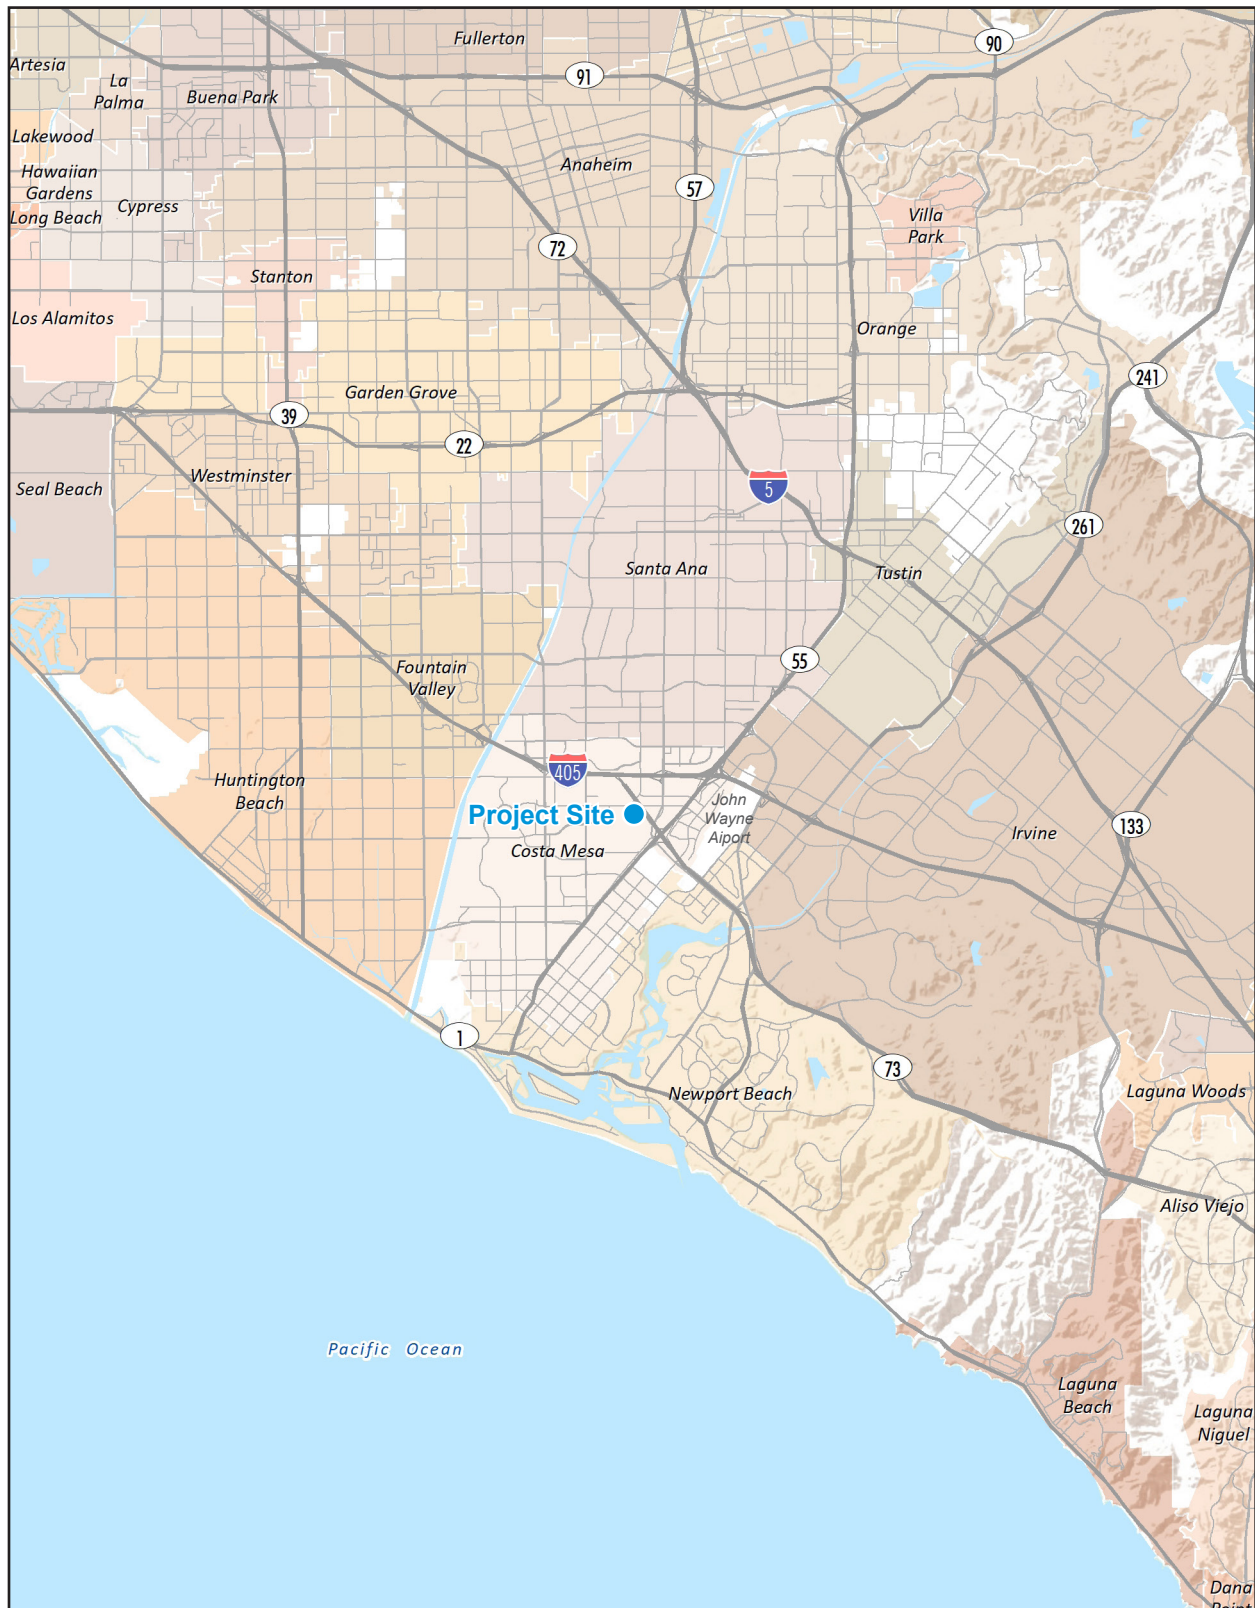 Fullerton
90
Artesia
91
La
Palma
Buena Park
Lakewood
Anaheim
Hawaiian
Gardens
57
Long Beach
Cypress
Villa
Park
72
Stanton
Los Alamitos
Orange
241
Garden Grove
39
22
Westminster
Seal Beach
5
261
Santa Ana
Tustin
55
Fountain
Valley
405
Huntington
Beach
Project Site
John
Wayne
Aiport
133
Irvine
Costa Mesa
1
73
Newport Beach
Laguna Woods
Aliso Viejo
Pacific Ocean
Laguna
Beach
Laguna
Niguel
Dana
Point